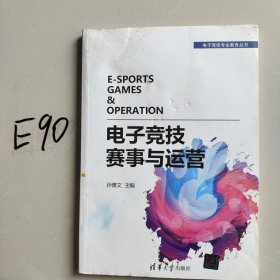 E90
电子竞技专业教育丛书
E-SPORTS
GAMES
&
OPERATION
电子竞技
赛事与运营
孙博文 主编
清华大学出版社